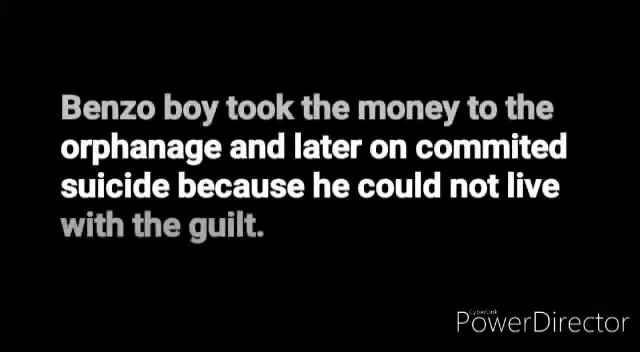 Benzo boy took the money to the
orphanage and later on commited
suicide because he could not live
with the guilt.
CyberLink
PowerDirector